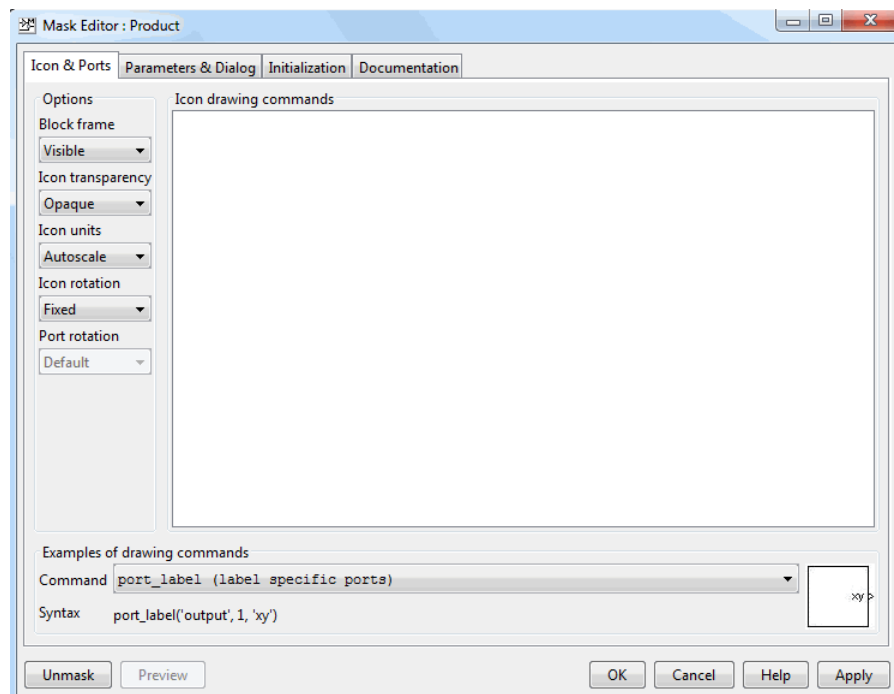 Mask Editor : Product
Icon & Ports
Parameters & Dialog
Initialization
Documentation
Options
Block frame
Visible
Icon transparency
Opaque
Icon units
Autoscale
Icon rotation
Fixed
Port rotation
Default
Icon drawing commands
Examples of drawing commands
Command
port_label (label specific ports)
Syntax
port_label('output', 1, 'xy')
xy
Unmask
Preview
OK
Cancel
Help
Apply